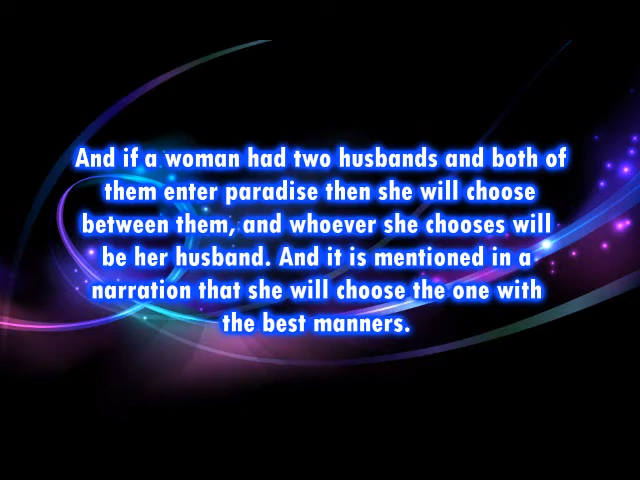 And if a woman had two husbands and both of
them enter paradise then she will choose
between them, and whoever she chooses will
be her husband. And it is mentioned in a
narration that she will choose the one with
the best manners.